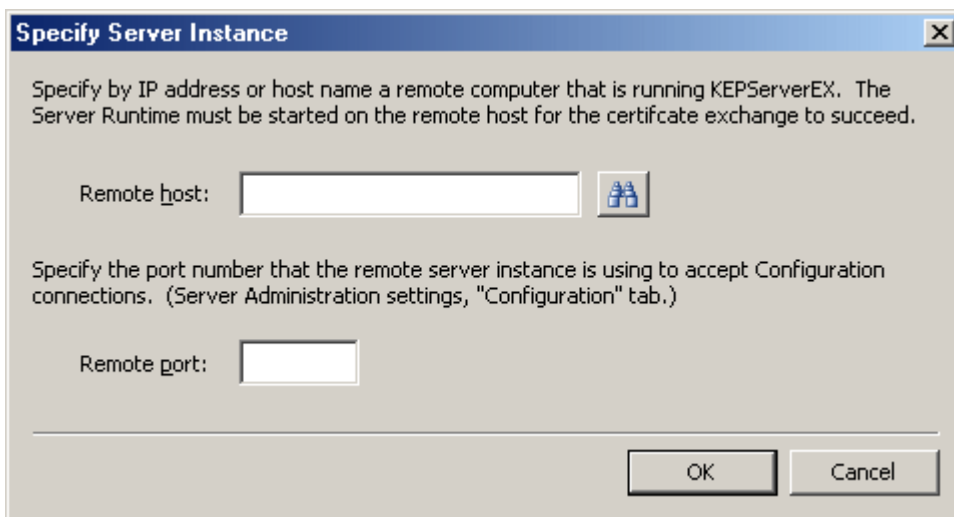 Specify Server Instance
Specify by IP address or host name a remote computer that is running KEPServerEX. The
Server Runtime must be started on the remote host for the certifcate exchange to succeed.
Remote host:
Specify the port number that the remote server instance is using to accept Configuration
connections. (Server Administration settings, "Configuration" tab.)
Remote port:
OK
Cancel